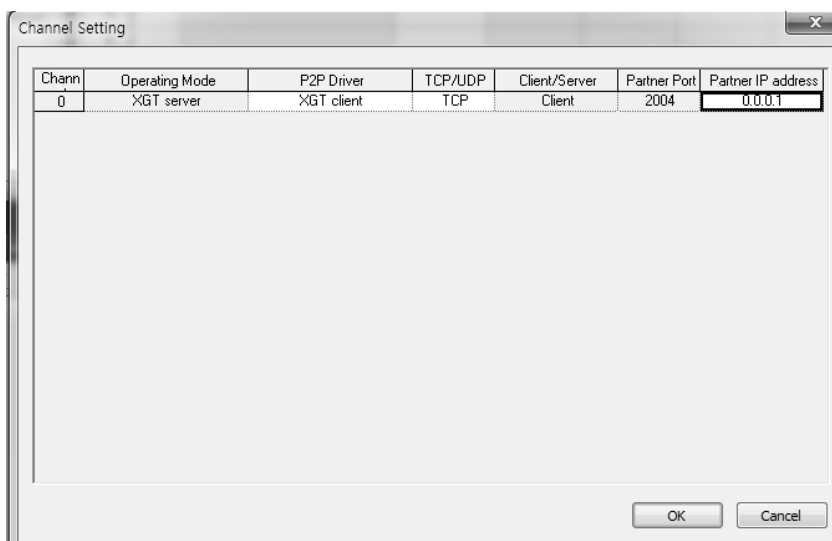 Channel Setting
Chann Operating Mode P2P Driver TCP/UDP Client/Server Partner Port Partner IP address
0 XGT server XGT client TCP Client 2004 0.0.0.1
OK Cancel